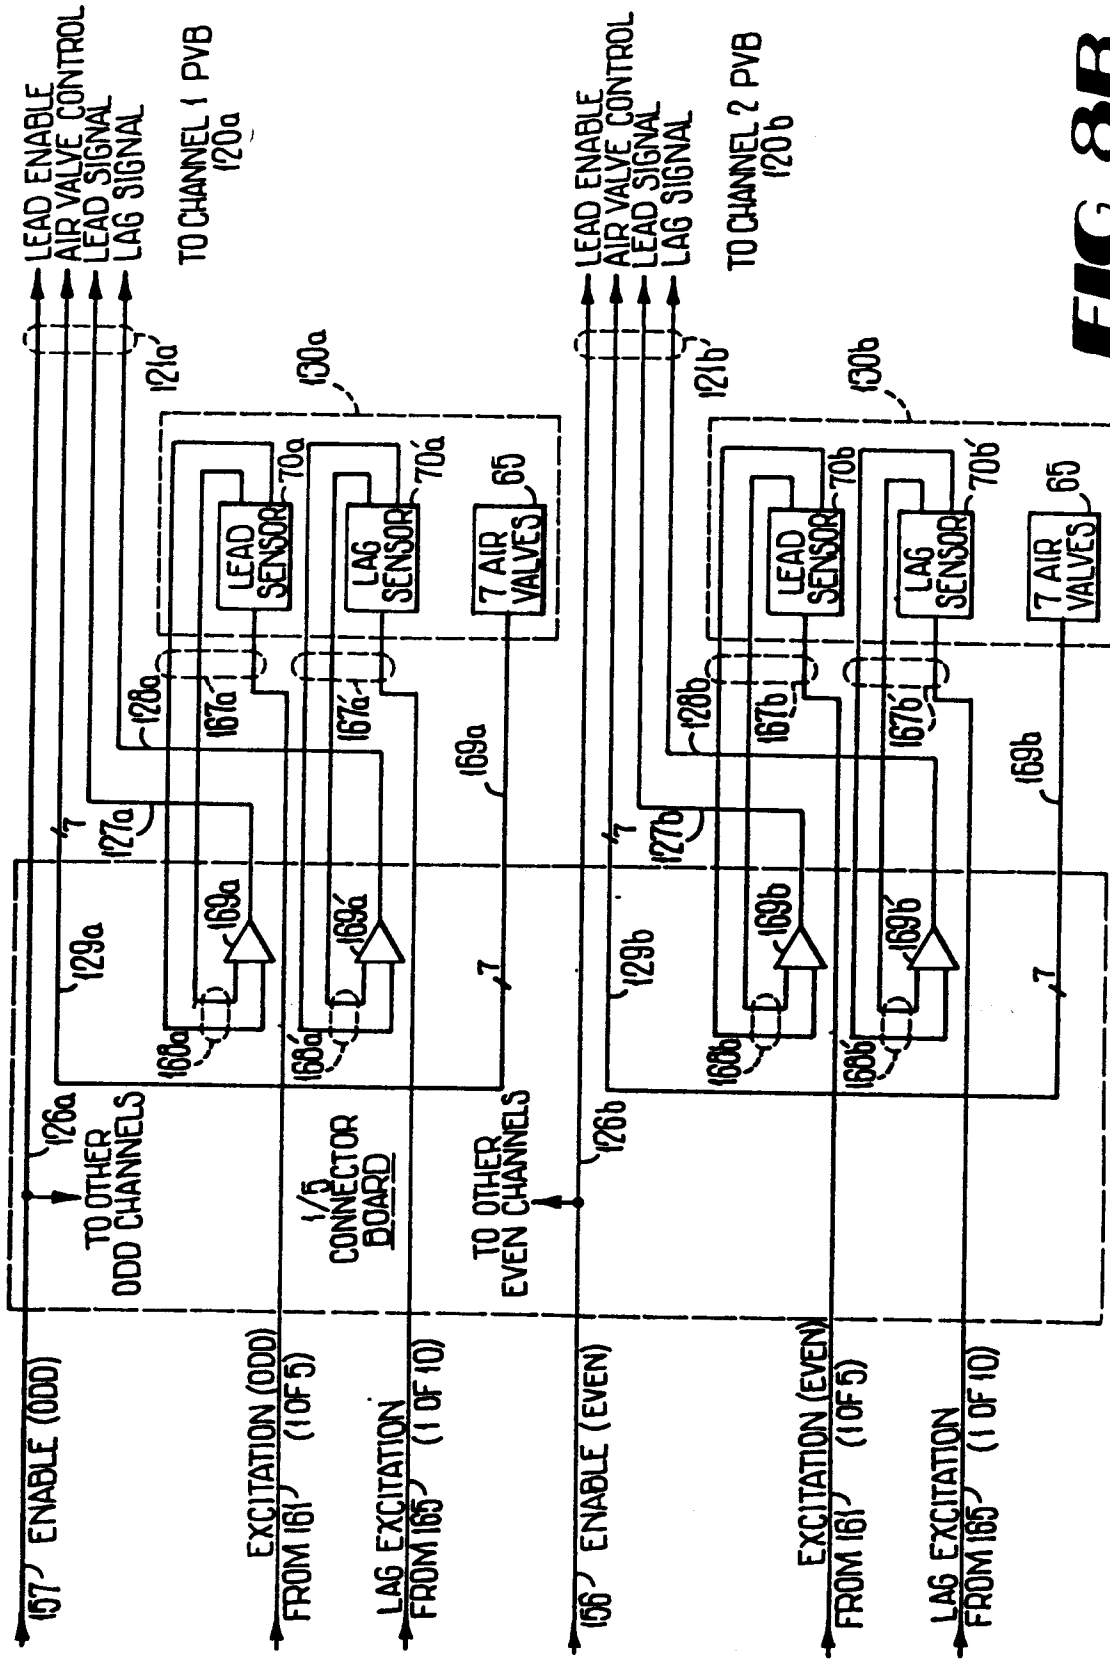 157 ENABLE (ODD)
126a
TO OTHER
ODD CHANNELS
129a
7
LEAD ENABLE
AIR VALVE CONTROL
LEAD SIGNAL
LAG SIGNAL
121a
TO CHANNEL 1 PVB
120a
127a
128a
130a
168a
169a
167a
LEAD
SENSOR
70a
EXCITATION (ODD)
FROM 161 (1 OF 5)
168a'
169a'
167a'
LAG
SENSOR
70a'
1/5
CONNECTOR
BOARD
LAG EXCITATION
FROM 165 (1 OF 10)
7
169a
7 AIR
VALVES
65
TO OTHER
EVEN CHANNELS
156 ENABLE (EVEN)
126b
129b
7
LEAD ENABLE
AIR VALVE CONTROL
LEAD SIGNAL
LAG SIGNAL
121b
TO CHANNEL 2 PVB
120b
127b
128b
130b
168b
169b
167b
LEAD
SENSOR
70b
EXCITATION (EVEN)
FROM 161 (1 OF 5)
168b'
169b'
167b'
LAG
SENSOR
70b'
LAG EXCITATION
FROM 165 (1 OF 10)
7
169b
7 AIR
VALVES
65
FIG. 8B